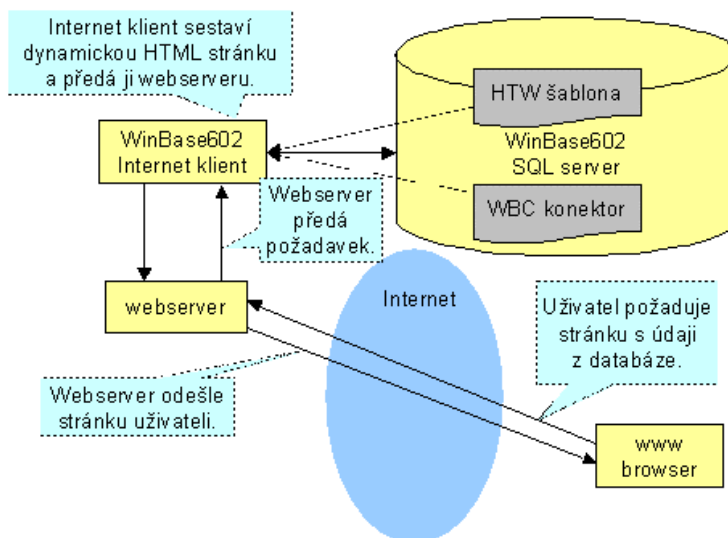 Internet klient sestaví
dynamickou HTML stránku
a předá ji webserveru.
HTW šablona
WinBase602
Internet klient
WinBase602
SQL server
WBC konektor
Webserver
předá
požadavek.
webserver
Internet
Uživatel požaduje
stránku s údaji
z databáze.
Webserver odešle
stránku uživateli.
www
browser